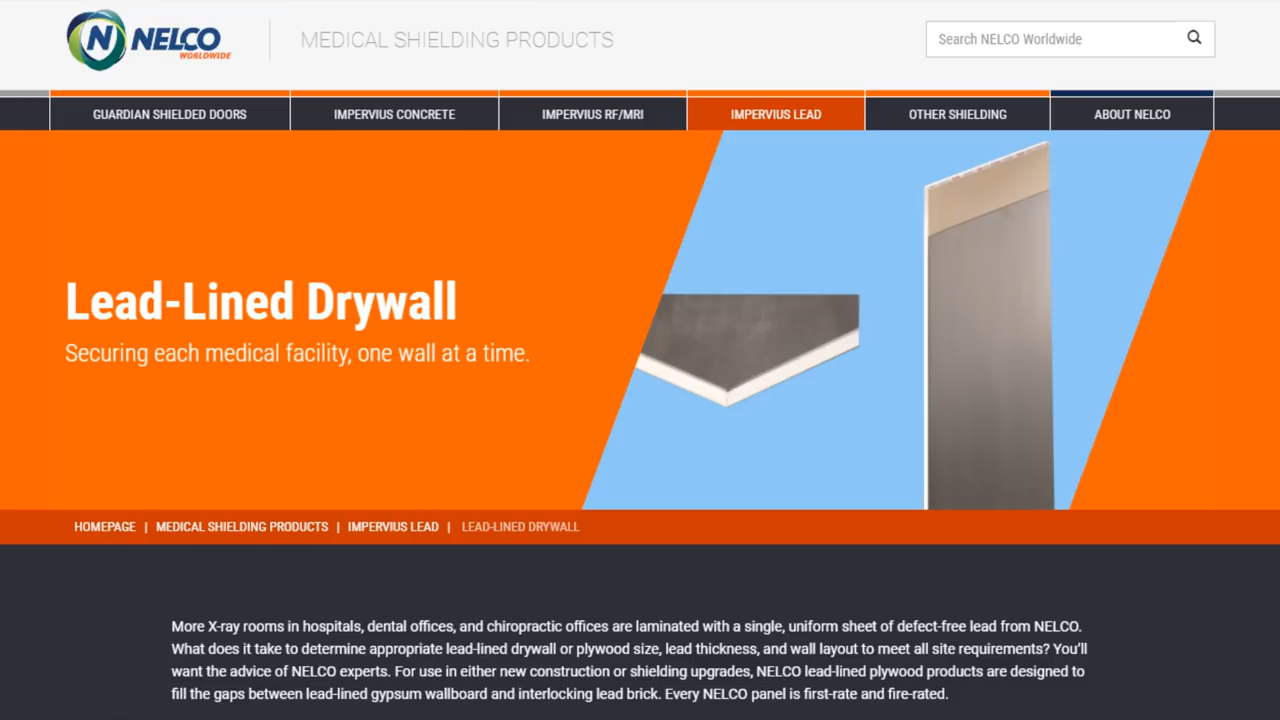 NELCO
WORLDWIDE
MEDICAL SHIELDING PRODUCTS
Search NELCO Worldwide
GUARDIAN SHIELDED DOORS
IMPERVIUS CONCRETE
IMPERVIUS RF/MRI
IMPERVIUS LEAD
OTHER SHIELDING
ABOUT NELCO
Lead-Lined Drywall
Securing each medical facility, one wall at a time.
HOMEPAGE | MEDICAL SHIELDING PRODUCTS | IMPERVIUS LEAD | LEAD-LINED DRYWALL
More X-ray rooms in hospitals, dental offices, and chiropractic offices are laminated with a single, uniform sheet of defect-free lead from NELCO.
What does it take to determine appropriate lead-lined drywall or plywood size, lead thickness, and wall layout to meet all site requirements? You’ll
want the advice of NELCO experts. For use in either new construction or shielding upgrades, NELCO lead-lined plywood products are designed to
fill the gaps between lead-lined gypsum wallboard and interlocking lead brick. Every NELCO panel is first-rate and fire-rated.